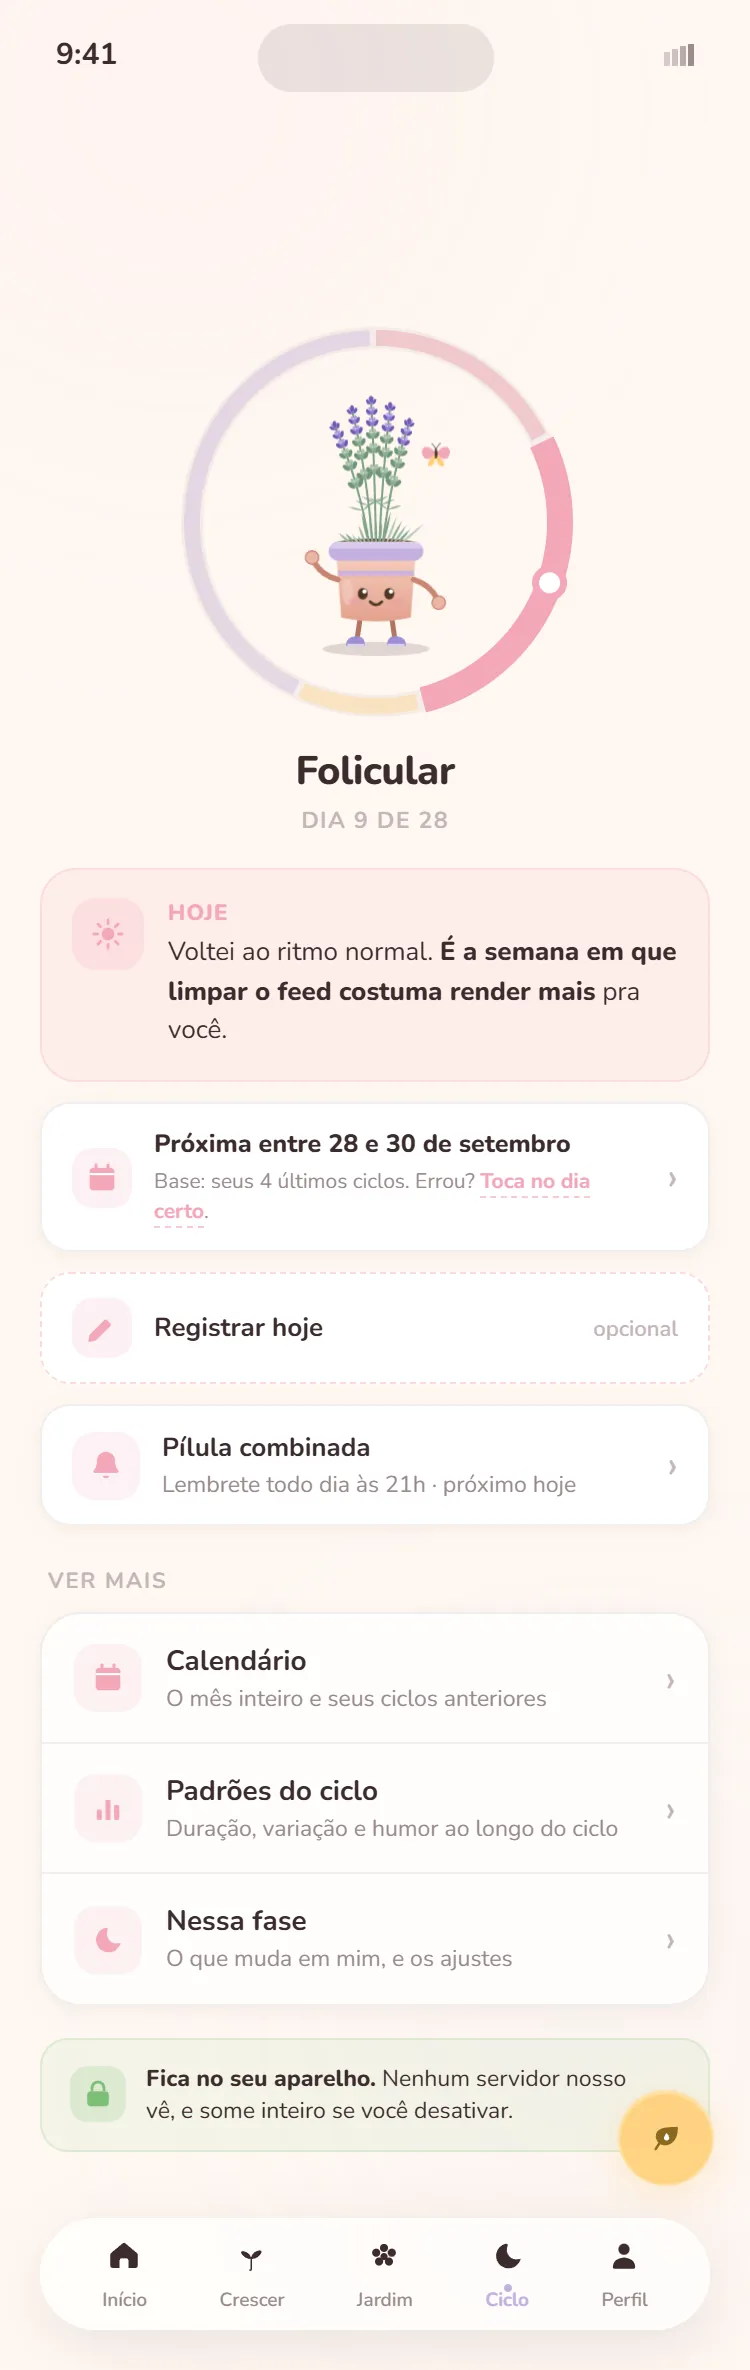 9:41
Folicular
DIA 9 DE 28
HOJE
Voltei ao ritmo normal. É a semana em que
limpar o feed costuma render mais pra
você.
Próxima entre 28 e 30 de setembro
Base: seus 4 últimos ciclos. Errou? Toca no dia
certo.
Registrar hoje
opcional
Pílula combinada
Lembrete todo dia às 21h · próximo hoje
VER MAIS
Calendário
O mês inteiro e seus ciclos anteriores
Padrões do ciclo
Duração, variação e humor ao longo do ciclo
Nessa fase
O que muda em mim, e os ajustes
Fica no seu aparelho. Nenhum servidor nosso
vê, e some inteiro se você desativar.
Início
Crescer
Jardim
Ciclo
Perfil